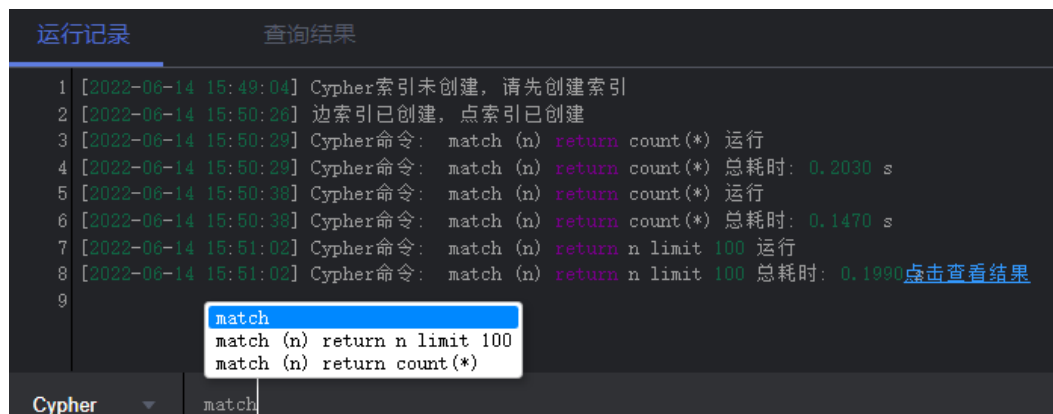 运行记录 查询结果
1 [2022-06-14 15:49:04] Cypher索引未创建, 请先创建索引
2 [2022-06-14 15:50:26] 边索引已创建, 点索引已创建
3 [2022-06-14 15:50:29] Cypher命令: match (n) return count(*) 运行
4 [2022-06-14 15:50:29] Cypher命令: match (n) return count(*) 总耗时: 0.2030 s
5 [2022-06-14 15:50:38] Cypher命令: match (n) return count(*) 运行
6 [2022-06-14 15:50:38] Cypher命令: match (n) return count(*) 总耗时: 0.1470 s
7 [2022-06-14 15:51:02] Cypher命令: match (n) return n limit 100 运行
8 [2022-06-14 15:51:02] Cypher命令: match (n) return n limit 100 总耗时: 0.1990 点击查看结果
9
match
match (n) return n limit 100
match (n) return count(*)
Cypher match